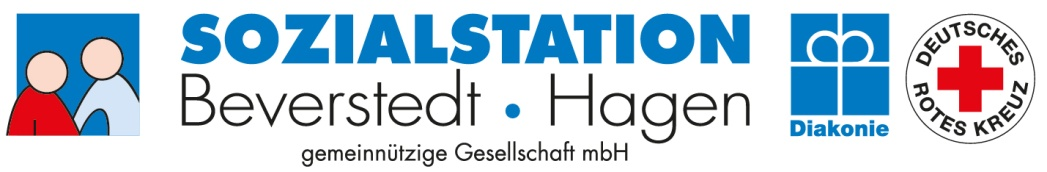 SOZIALSTATION
Beverstedt • Hagen
gemeinnützige Gesellschaft mbH
Diakonie
DEUTSCHES
ROTES KREUZ